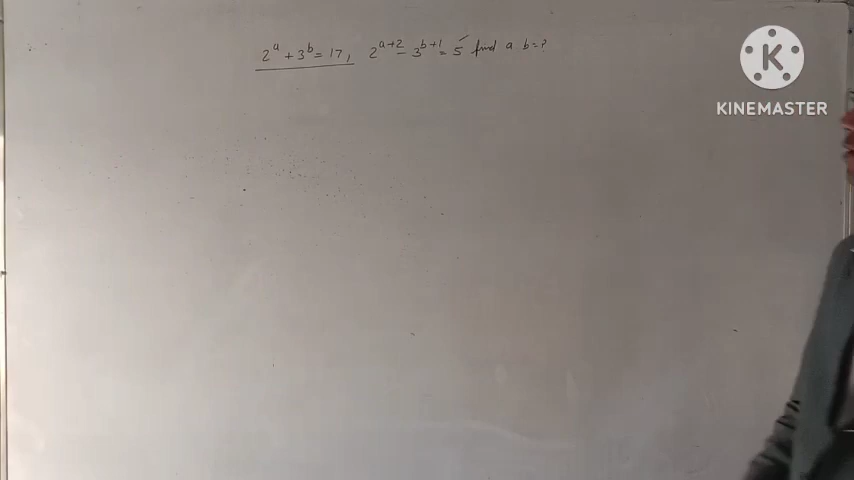 2^a + 3^b = 17, 2^{a+2} - 3^{b+1} = 5 find a b=?
K
KINEMASTER